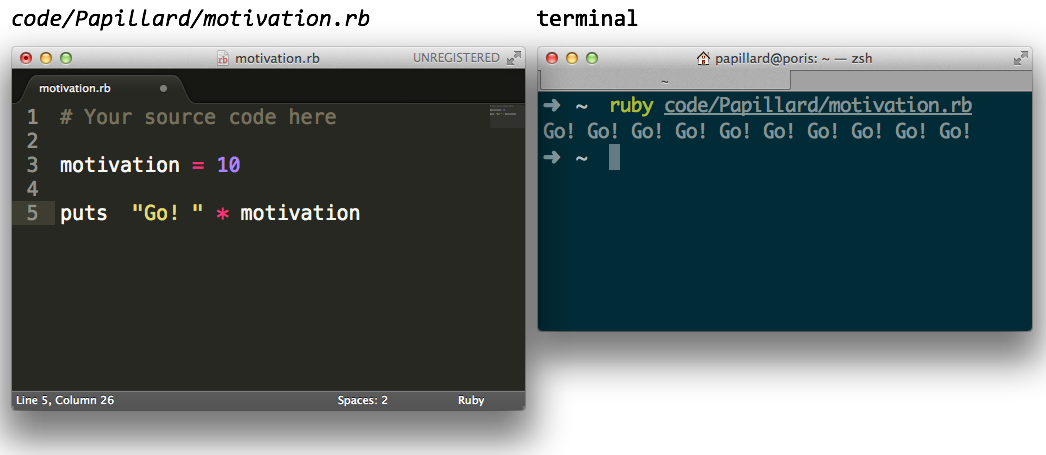 code/Papillard/motivation.rb
terminal
motivation.rb
UNREGISTERED
motivation.rb
1 # Your source code here
2
3 motivation = 10
4
5 puts  "Go! " * motivation
Line 5, Column 26
Spaces: 2
Ruby
papillard@poris: ~ — zsh
~
➜ ~ ruby code/Papillard/motivation.rb
Go! Go! Go! Go! Go! Go! Go! Go! Go! Go!
➜ ~